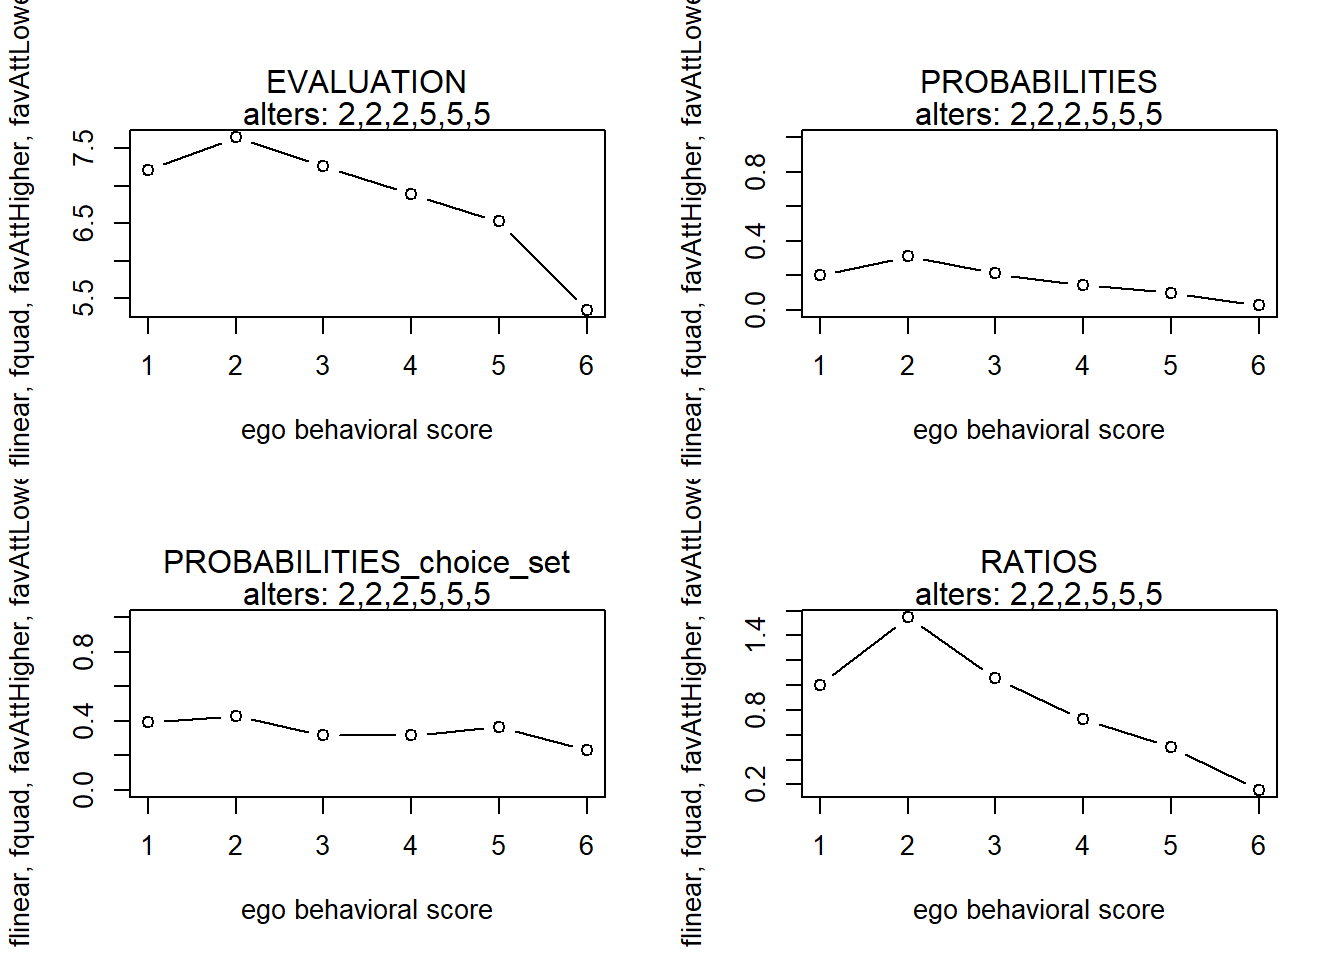 EVALUATION
alters: 2,2,2,5,5,5
flinear, fquad, favAttHigher, favAttLowe
7.5
6.5
5.5
1 2 3 4 5 6
ego behavioral score
PROBABILITIES
alters: 2,2,2,5,5,5
flinear, fquad, favAttHigher, favAttLowe
0.8
0.4
0.0
1 2 3 4 5 6
ego behavioral score
PROBABILITIES_choice_set
alters: 2,2,2,5,5,5
flinear, fquad, favAttHigher, favAttLowe
0.8
0.4
0.0
1 2 3 4 5 6
ego behavioral score
RATIOS
alters: 2,2,2,5,5,5
flinear, fquad, favAttHigher, favAttLowe
1.4
0.8
0.2
1 2 3 4 5 6
ego behavioral score